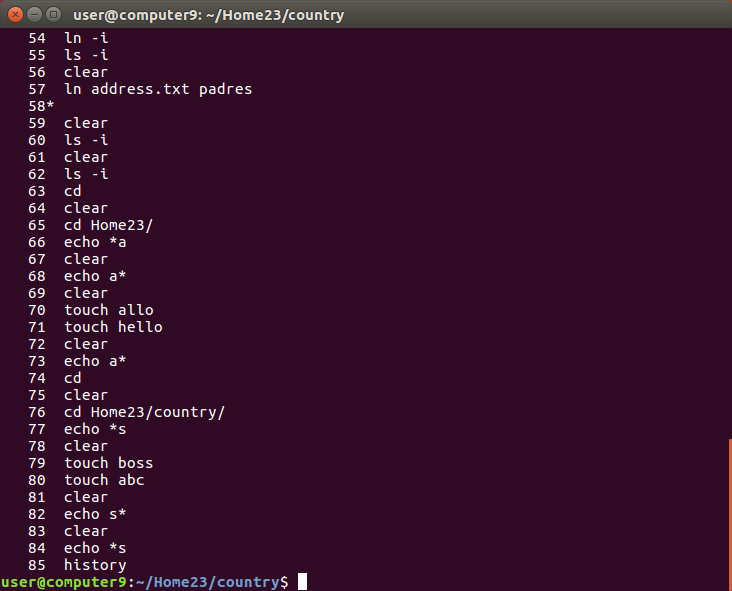 user@computer9: ~/Home23/country
54 ln -i
55 ls -i
56 clear
57 ln address.txt padres
58*
59 clear
60 ls -i
61 clear
62 ls -i
63 cd
64 clear
65 cd Home23/
66 echo *a
67 clear
68 echo a*
69 clear
70 touch allo
71 touch hello
72 clear
73 echo a*
74 cd
75 clear
76 cd Home23/country/
77 echo *s
78 clear
79 touch boss
80 touch abc
81 clear
82 echo s*
83 clear
84 echo *s
85 history
user@computer9:~/Home23/country$